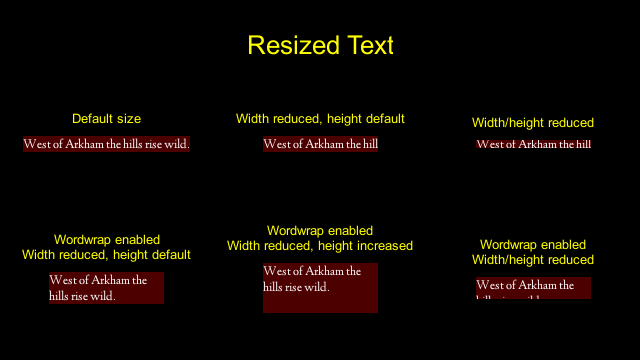 Resized Text
Default size
West of Arkham the hills rise wild.
Width reduced, height default
West of Arkham the hill
Width/height reduced
West of Arkham the hill
Wordwrap enabled
Width reduced, height default
West of Arkham the
hills rise wild.
Wordwrap enabled
Width reduced, height increased
West of Arkham the
hills rise wild.
Wordwrap enabled
Width/height reduced
West of Arkham the